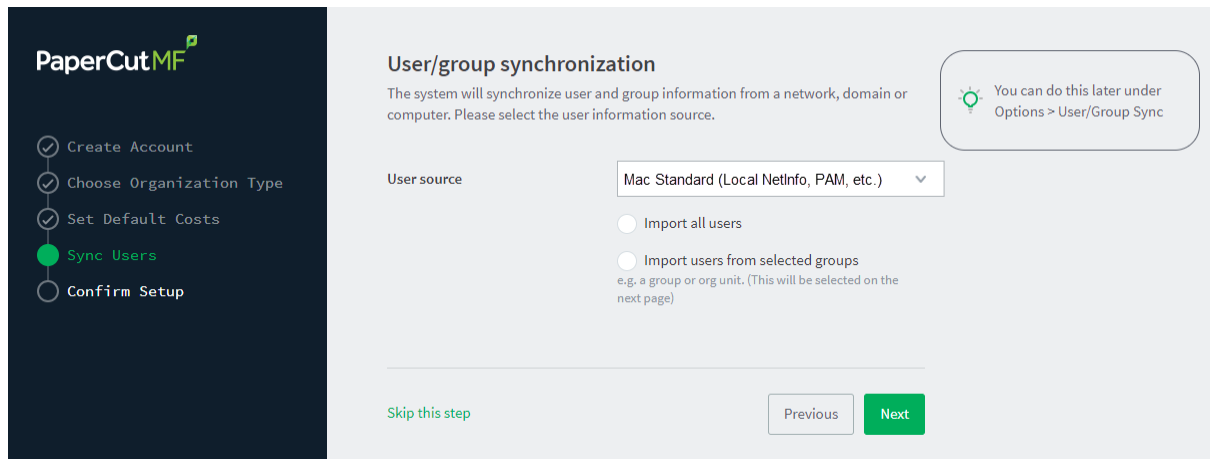 PaperCutMF
Create Account
Choose Organization Type
Set Default Costs
Sync Users
Confirm Setup
User/group synchronization
The system will synchronize user and group information from a network, domain or
computer. Please select the user information source.
You can do this later under
Options > User/Group Sync
User source
Mac Standard (Local NetInfo, PAM, etc.)
Import all users
Import users from selected groups
e.g. a group or org unit. (This will be selected on the
next page)
Skip this step
Previous
Next